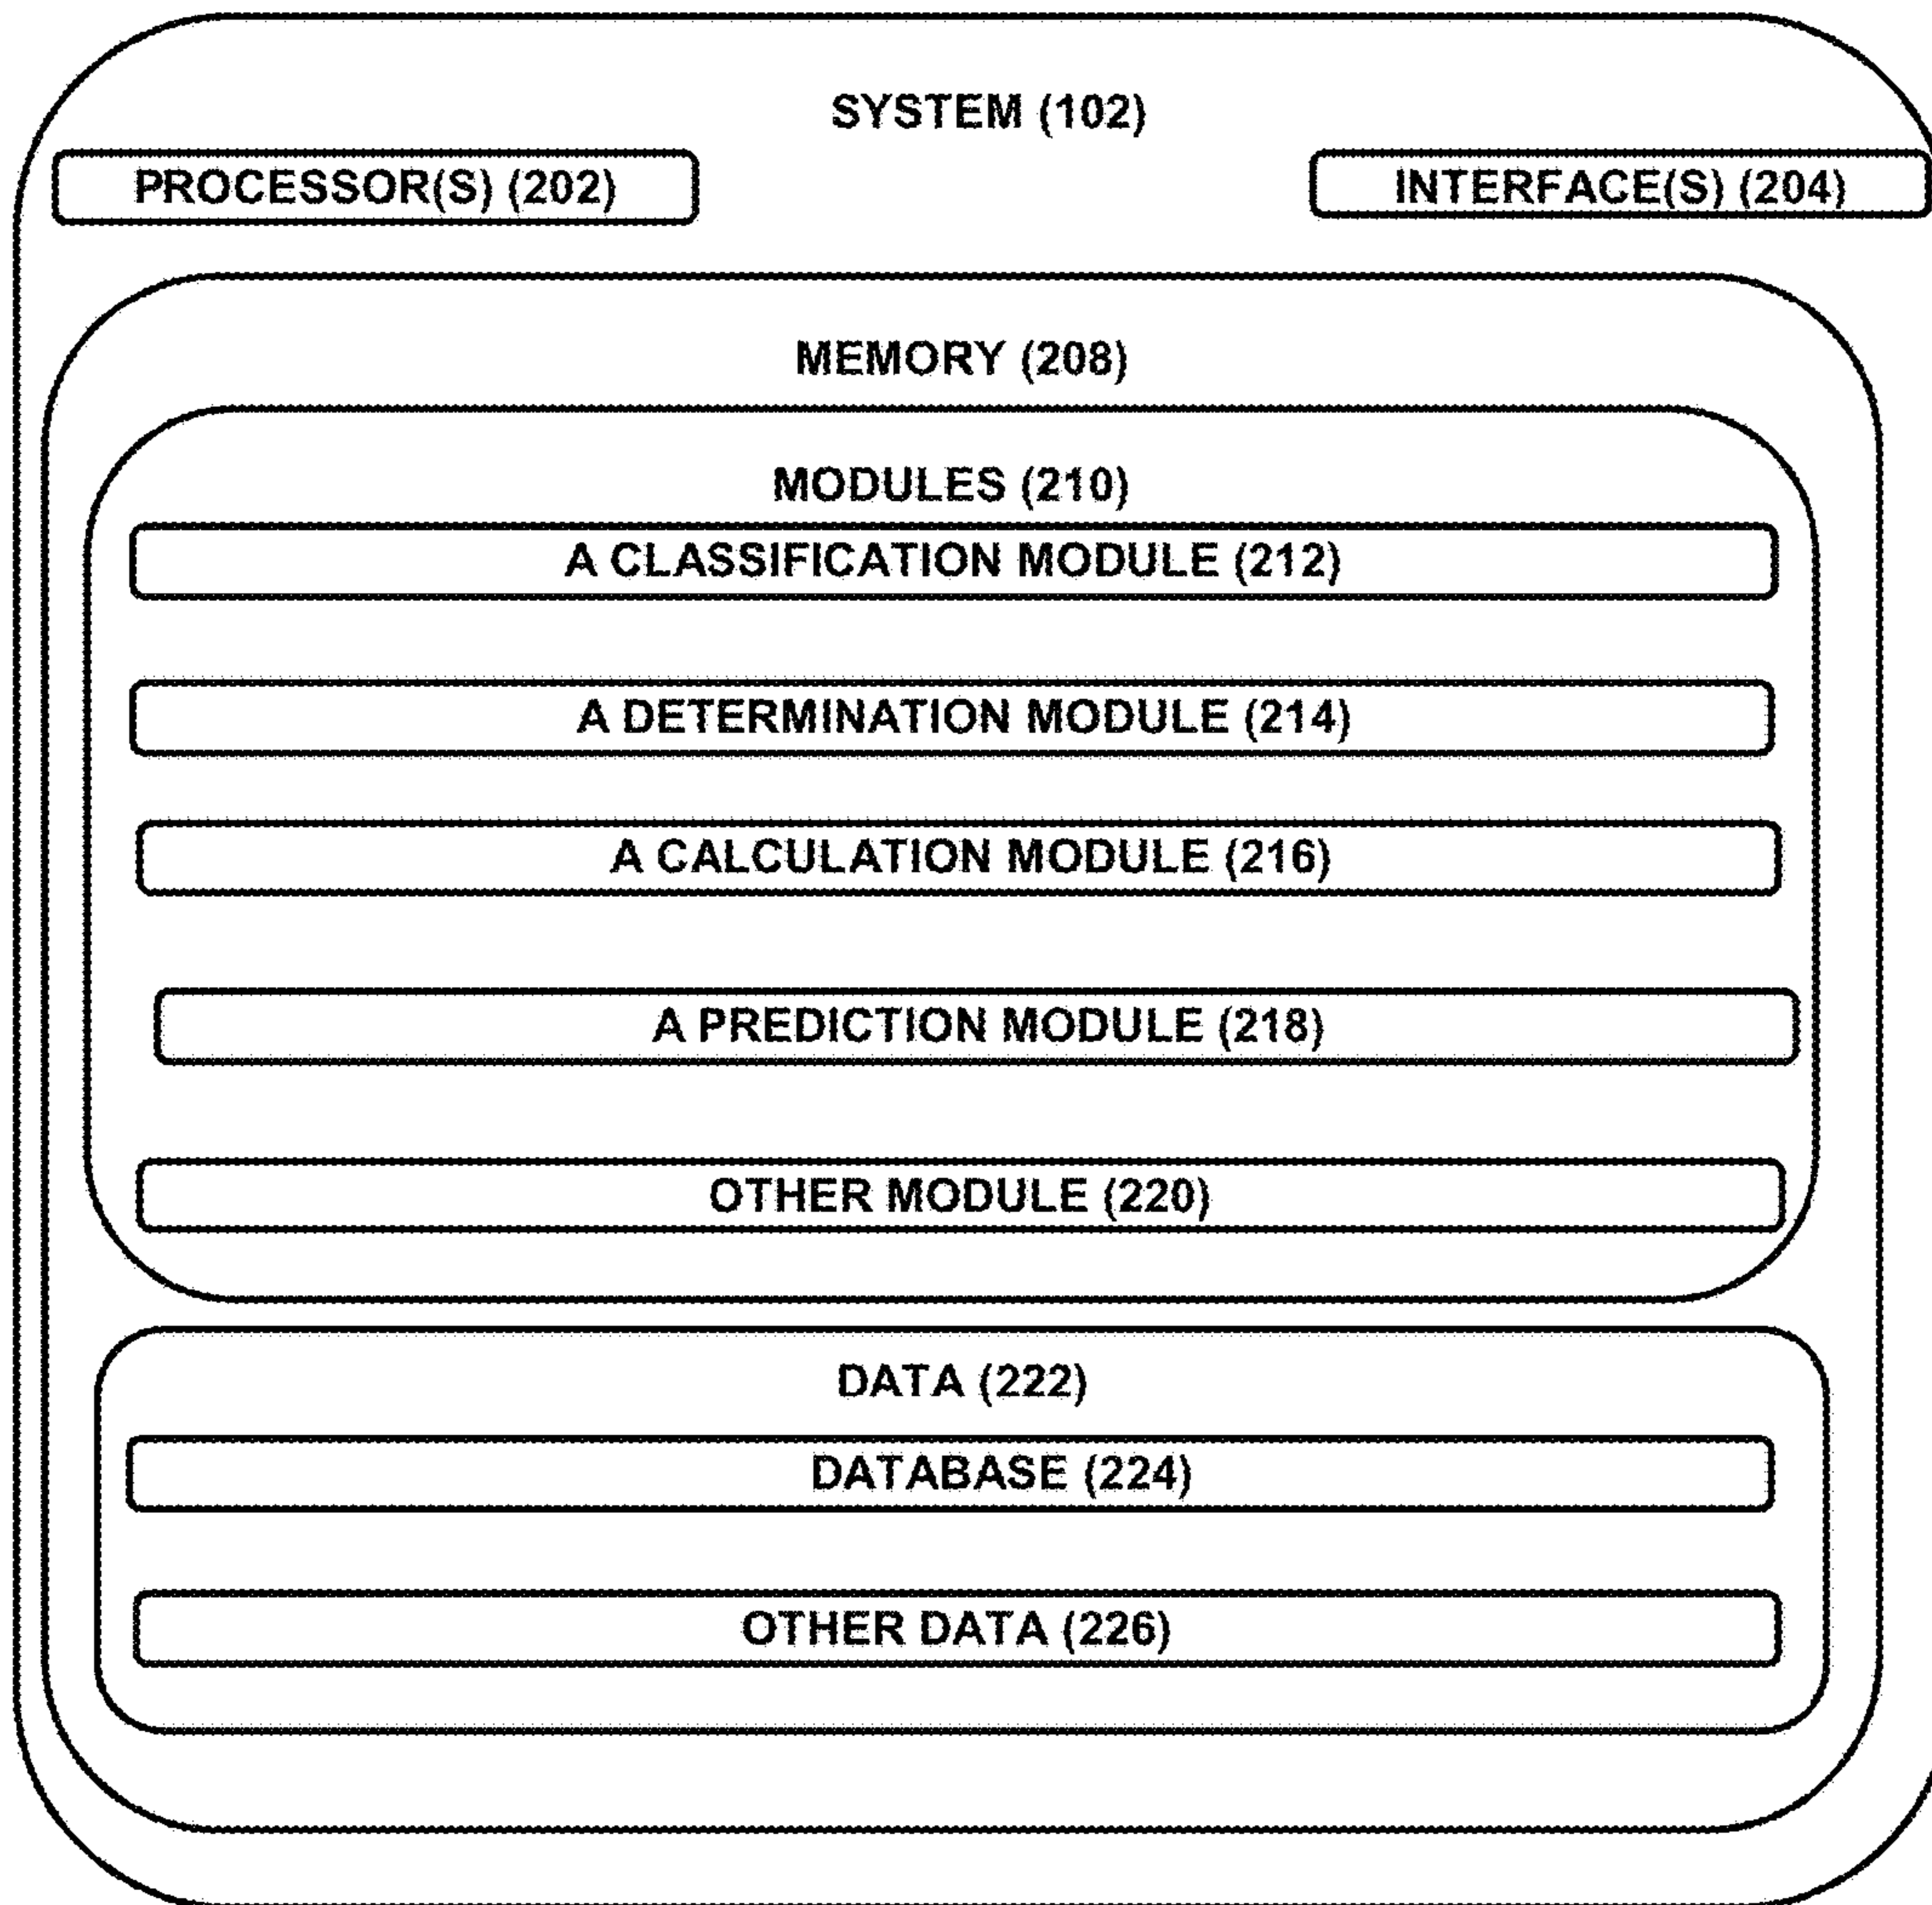 SYSTEM (102)
PROCESSOR(S) (202)
INTERFACE(S) (204)
MEMORY (208)
MODULES (210)
A CLASSIFICATION MODULE (212)
A DETERMINATION MODULE (214)
A CALCULATION MODULE (216)
A PREDICTION MODULE (218)
OTHER MODULE (220)
DATA (222)
DATABASE (224)
OTHER DATA (226)